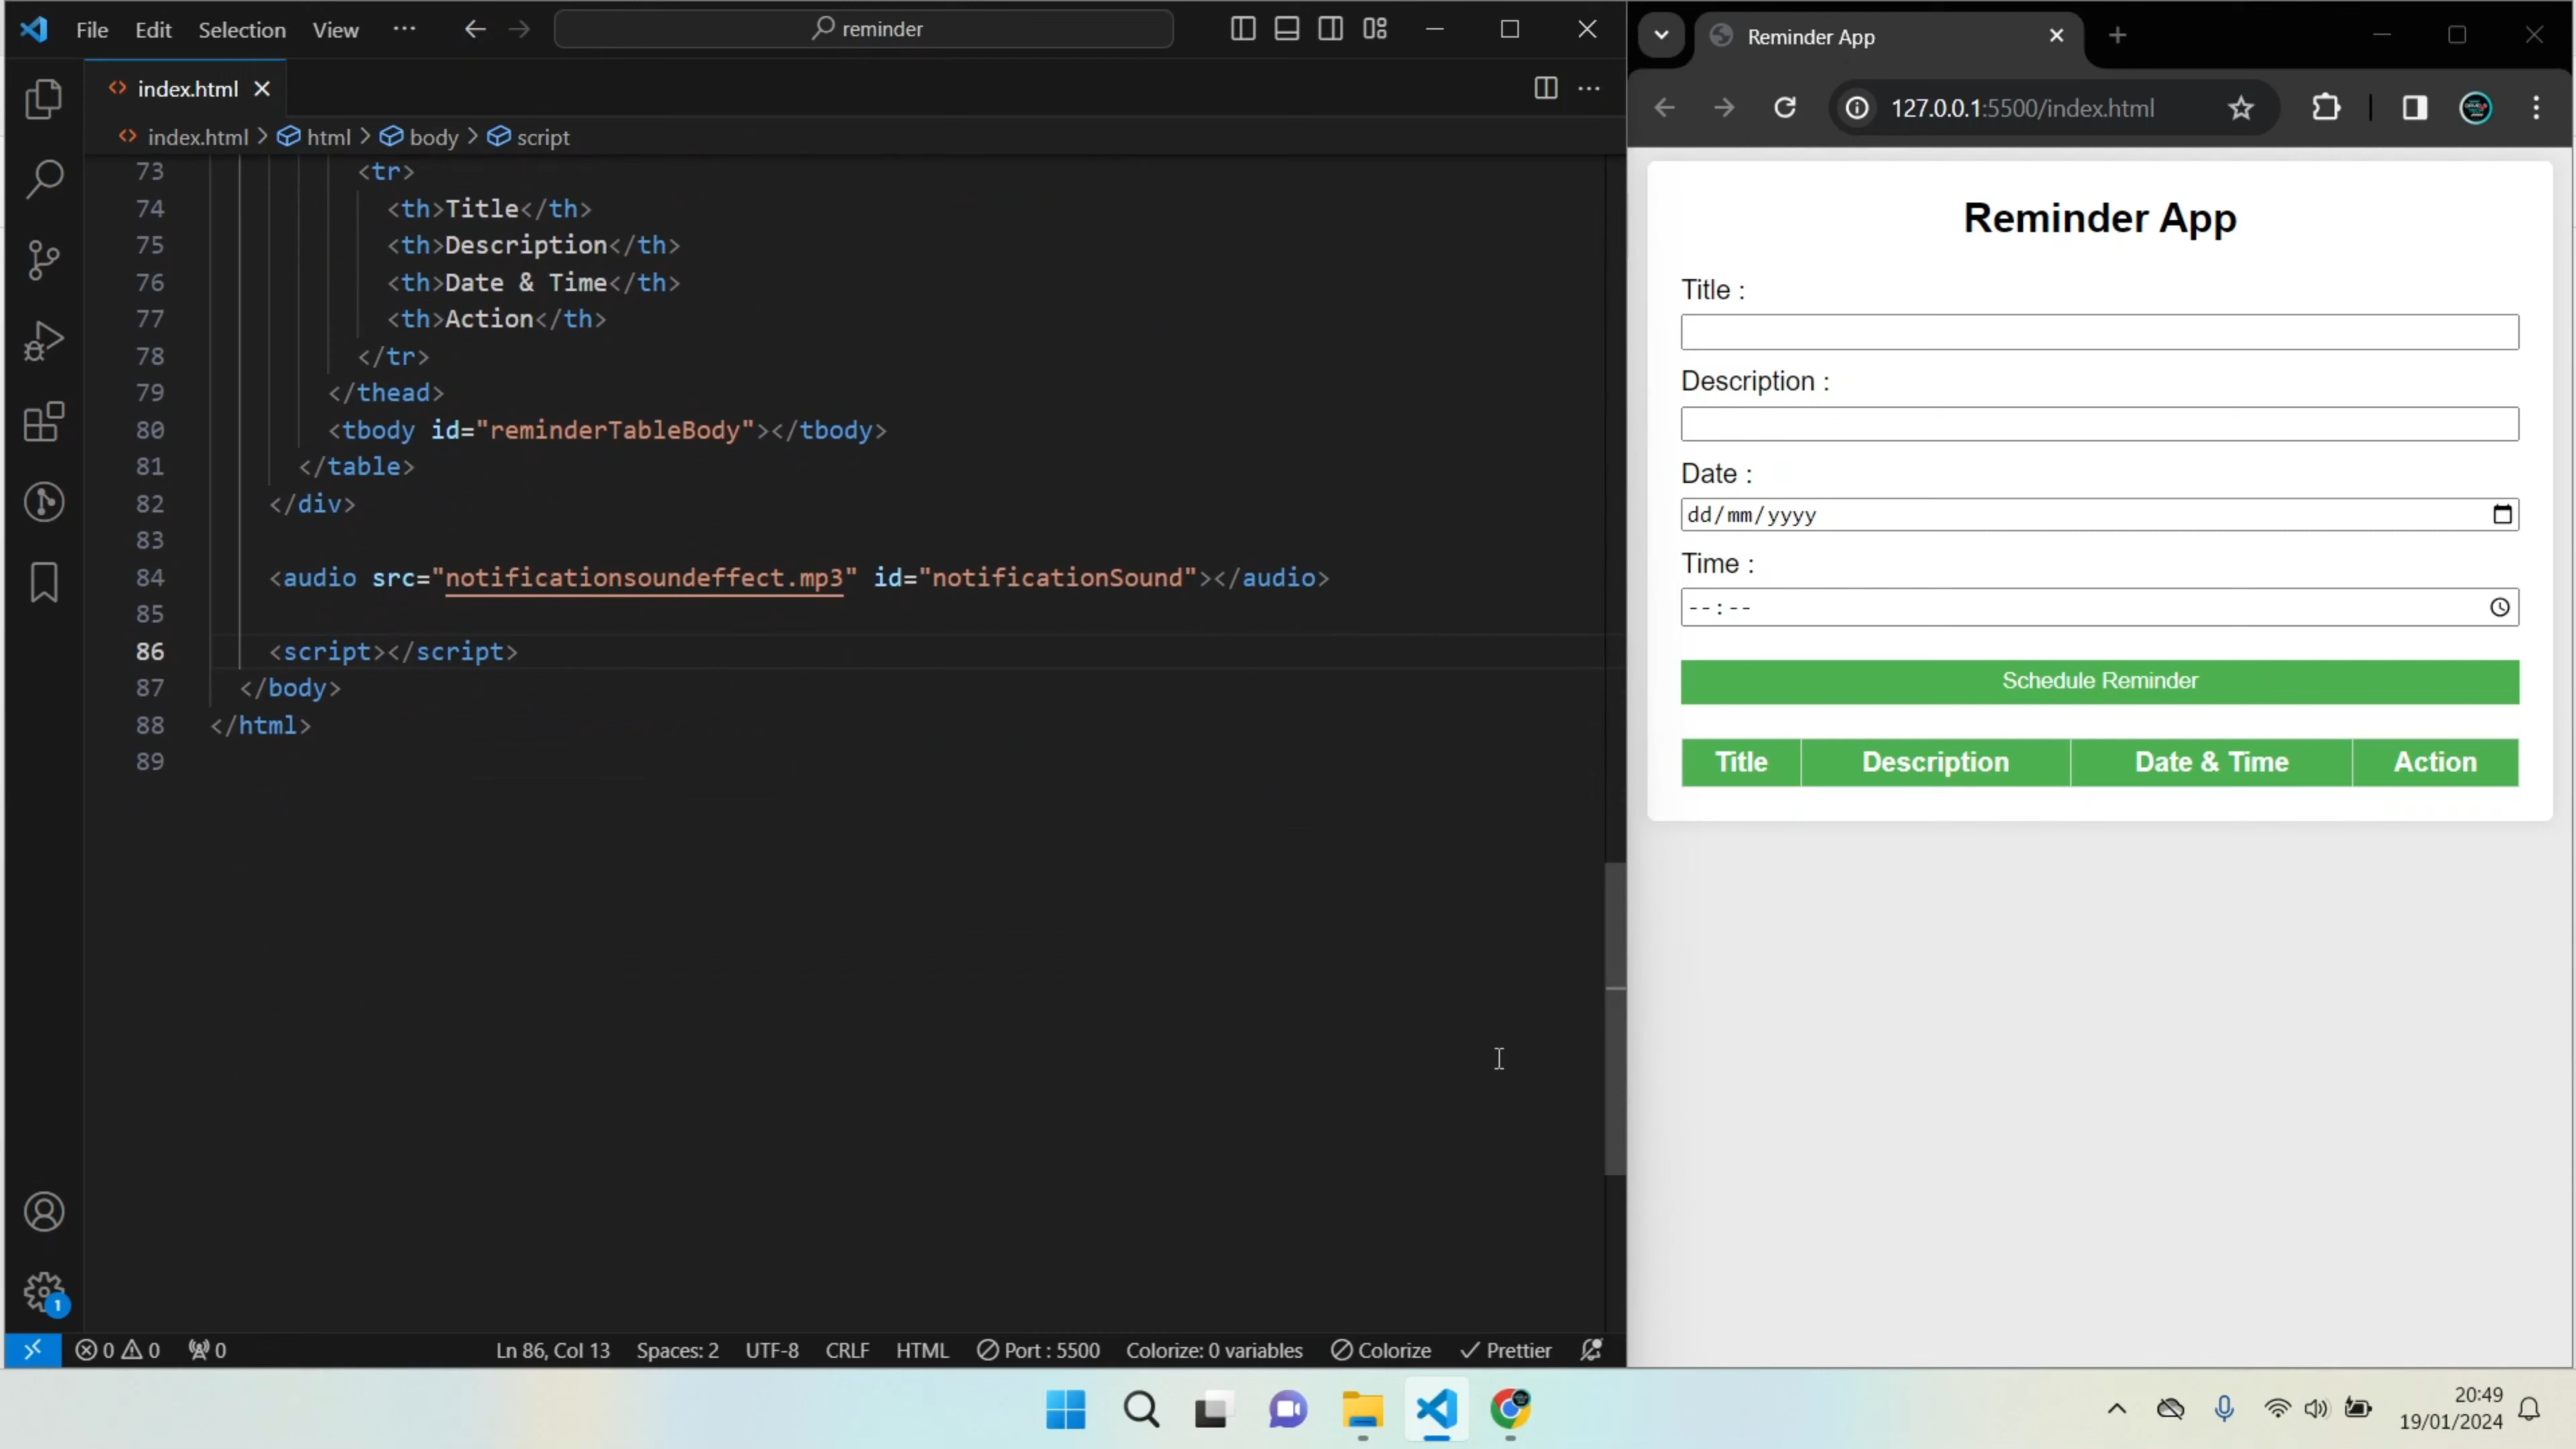 File Edit Selection View ··· reminder
index.html
index.html > html > body > script
73 <tr>
74 <th>Title</th>
75 <th>Description</th>
76 <th>Date & Time</th>
77 <th>Action</th>
78 </tr>
79 </thead>
80 <tbody id="reminderTableBody"></tbody>
81 </table>
82 </div>
83
84 <audio src="notificationsoundeffect.mp3" id="notificationSound"></audio>
85
86 <script></script>
87 </body>
88 </html>
89
1
0 0 0 Ln 86, Col 13 Spaces: 2 UTF-8 CRLF HTML Port : 5500 Colorize: 0 variables Colorize Prettier
Reminder App
127.0.0.1:5500/index.html
Reminder App
Title :
Description :
Date :
dd/mm/yyyy
Time :
--:--
Schedule Reminder
Title Description Date & Time Action
20:49
19/01/2024